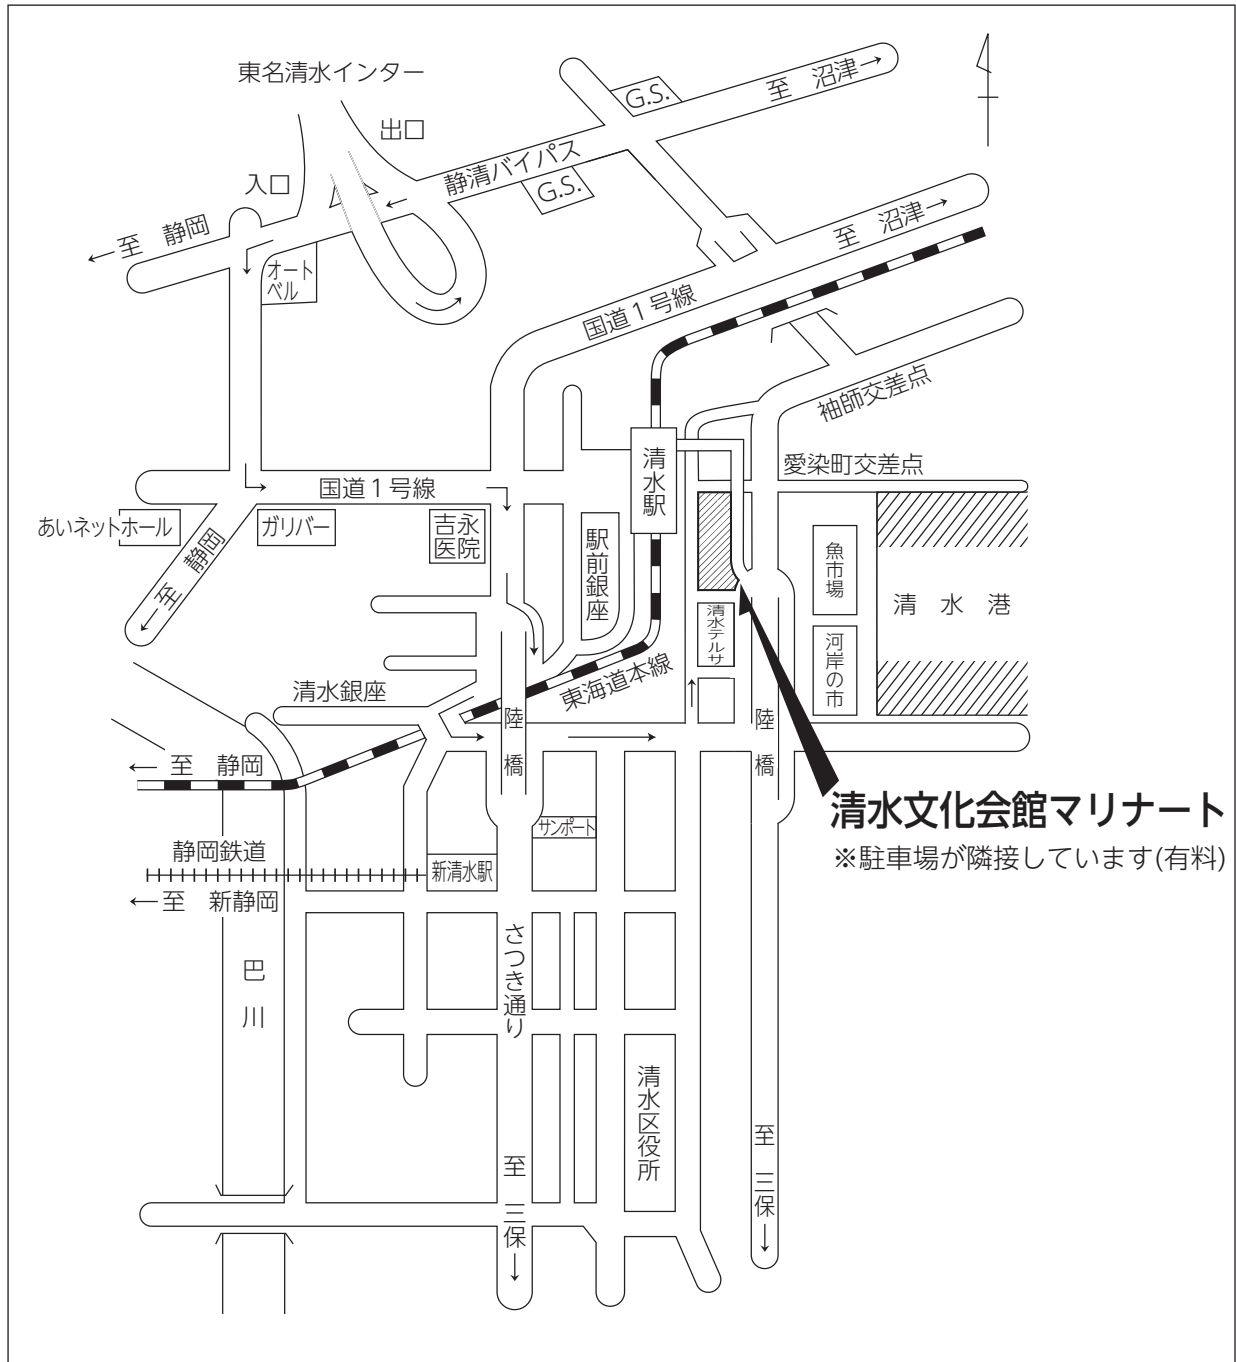 東名清水インター
出口
入口
G.S.
至 沼津→
静清バイパス
G.S.
←至 静岡
オート
ベル
至 沼津→
国道1号線
袖師交差点
清水駅
愛染町交差点
国道1号線
あいネットホール
ガリバー
吉永
医院
駅前銀座
魚市場
清水港
←至 静岡
清水テルサ
河岸の市
清水銀座
東海道本線
陸橋
陸橋
←至 静岡
清水文化会館マリナート
※駐車場が隣接しています(有料)
サンポート
静岡鉄道
新清水駅
←至 新静岡
さつき通り
巴川
清水区役所
至 三保→
至 三保→